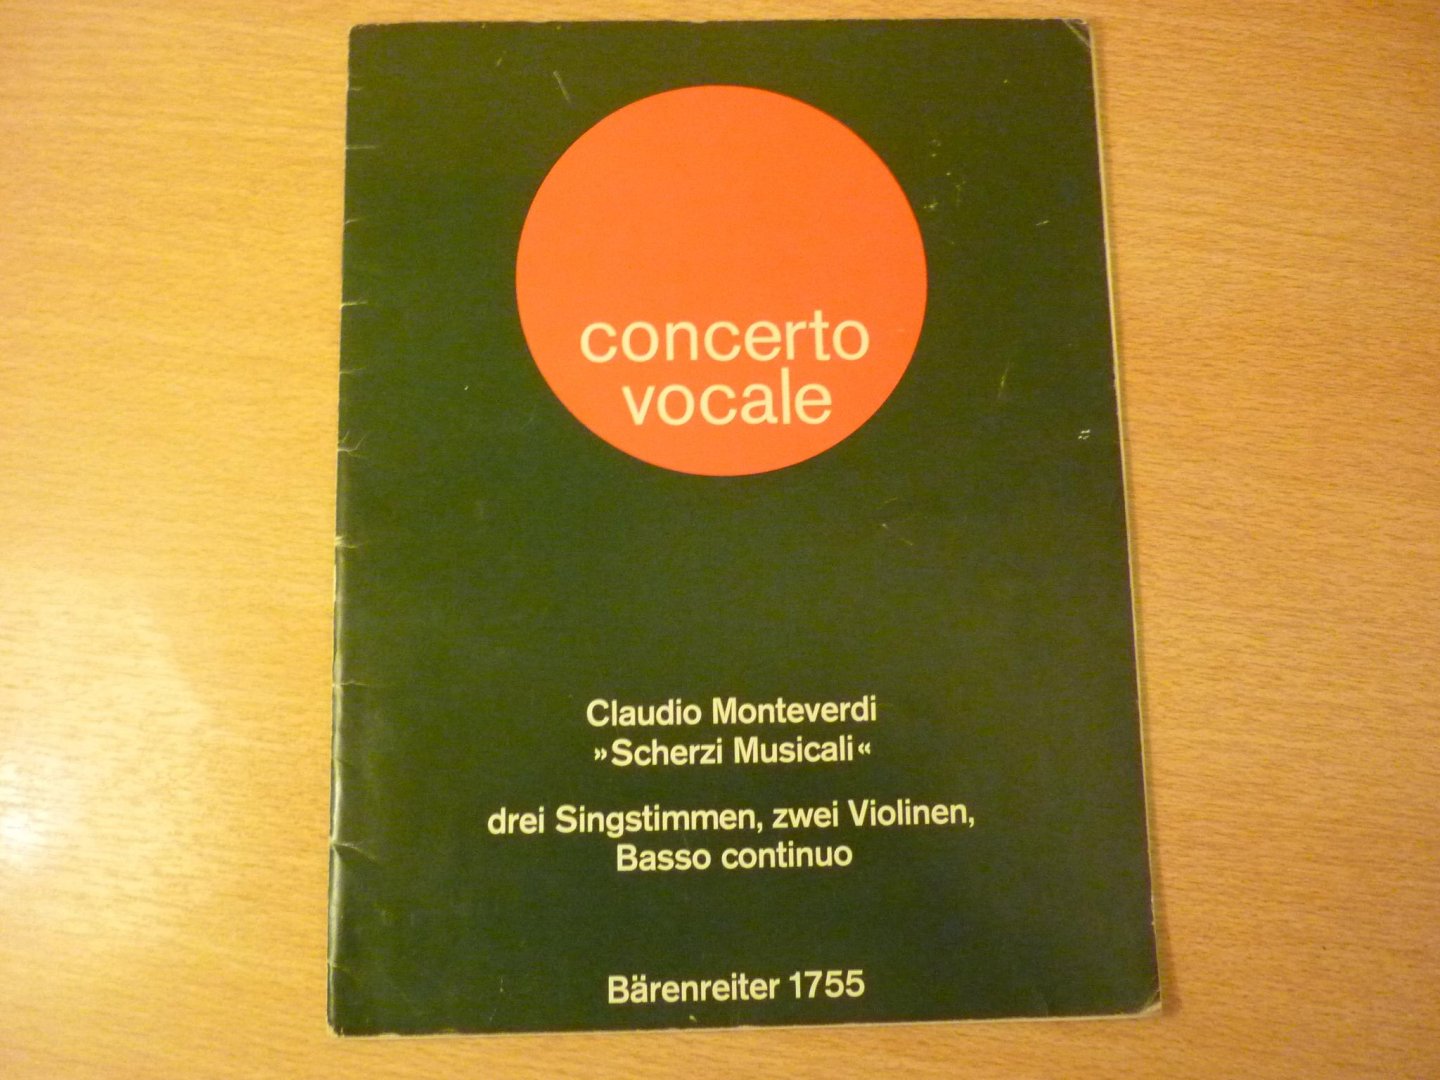 concerto
vocale
Claudio Monteverdi
»Scherzi Musicali«
drei Singstimmen, zwei Violinen,
Basso continuo
Bärenreiter 1755